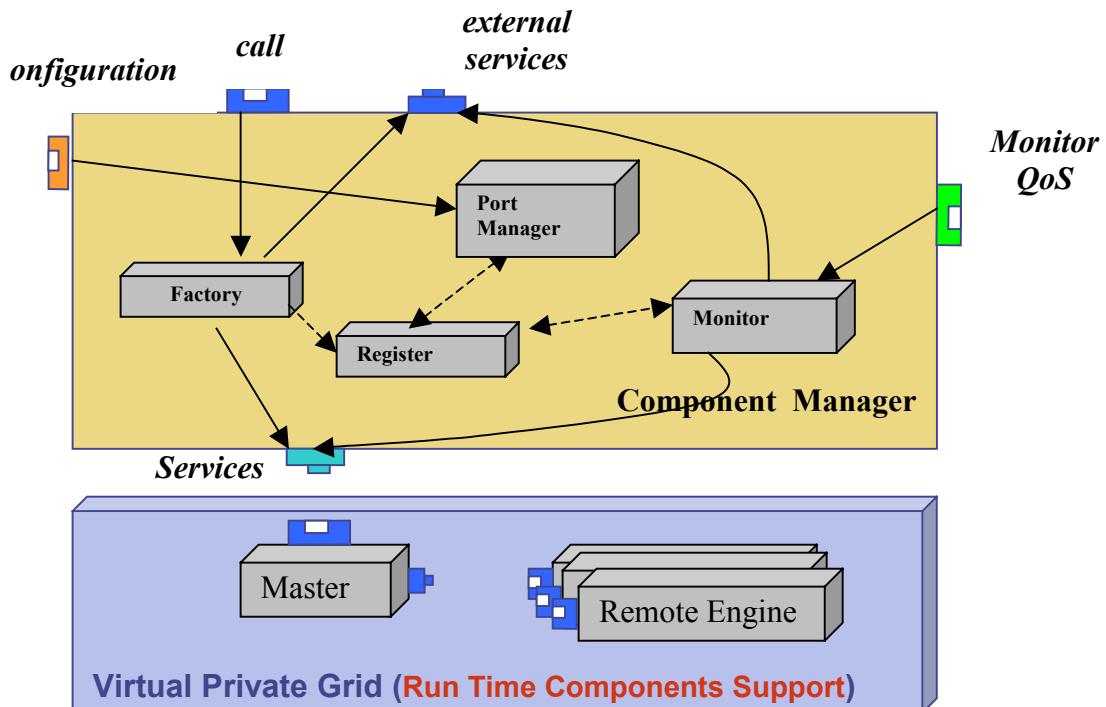 external
call
services
onfiguration
Monitor
QoS
Port
Manager
Factory
Monitor
Register
Component Manager
Services
Master
Remote Engine
Virtual Private Grid (Run Time Components Support)